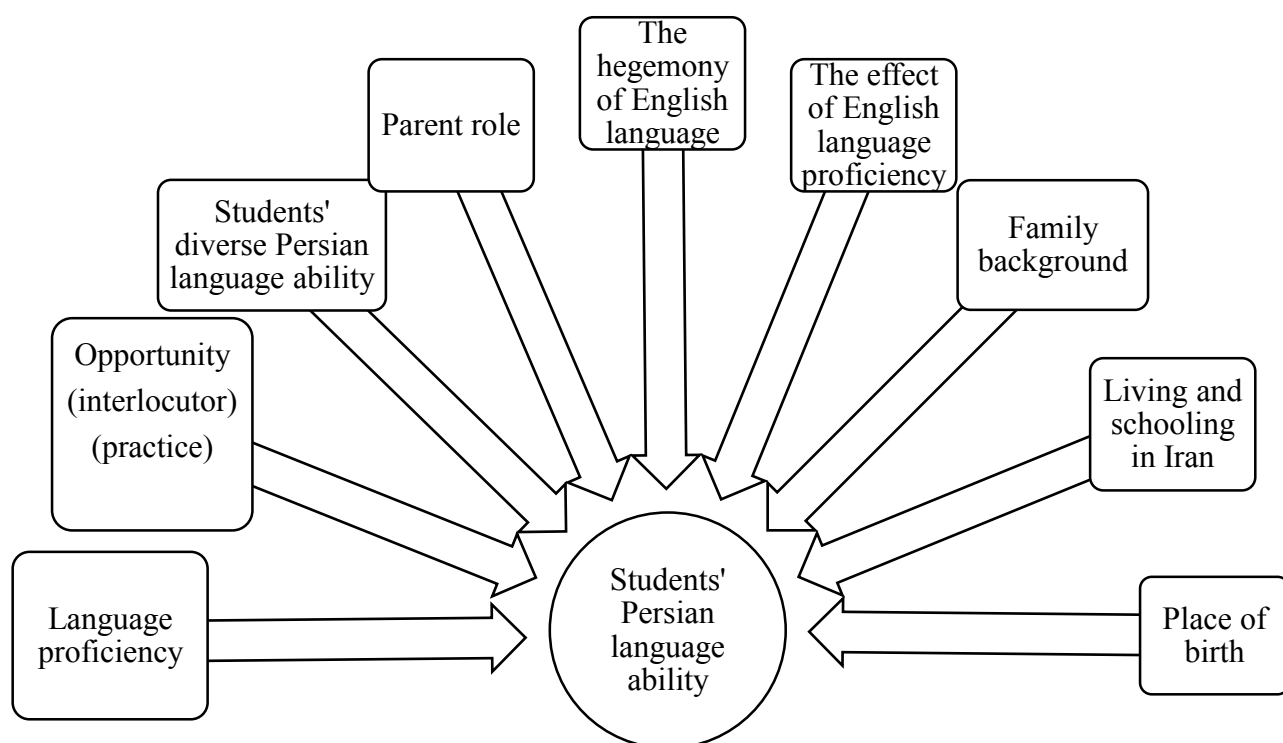 The
hegemony
of English
language
The effect
of English
language
proficiency
Parent role
Students'
diverse Persian
language ability
Family
background
Opportunity
(interlocutor)
(practice)
Living and
schooling
in Iran
Language
proficiency
Students'
Persian
language
ability
Place of
birth